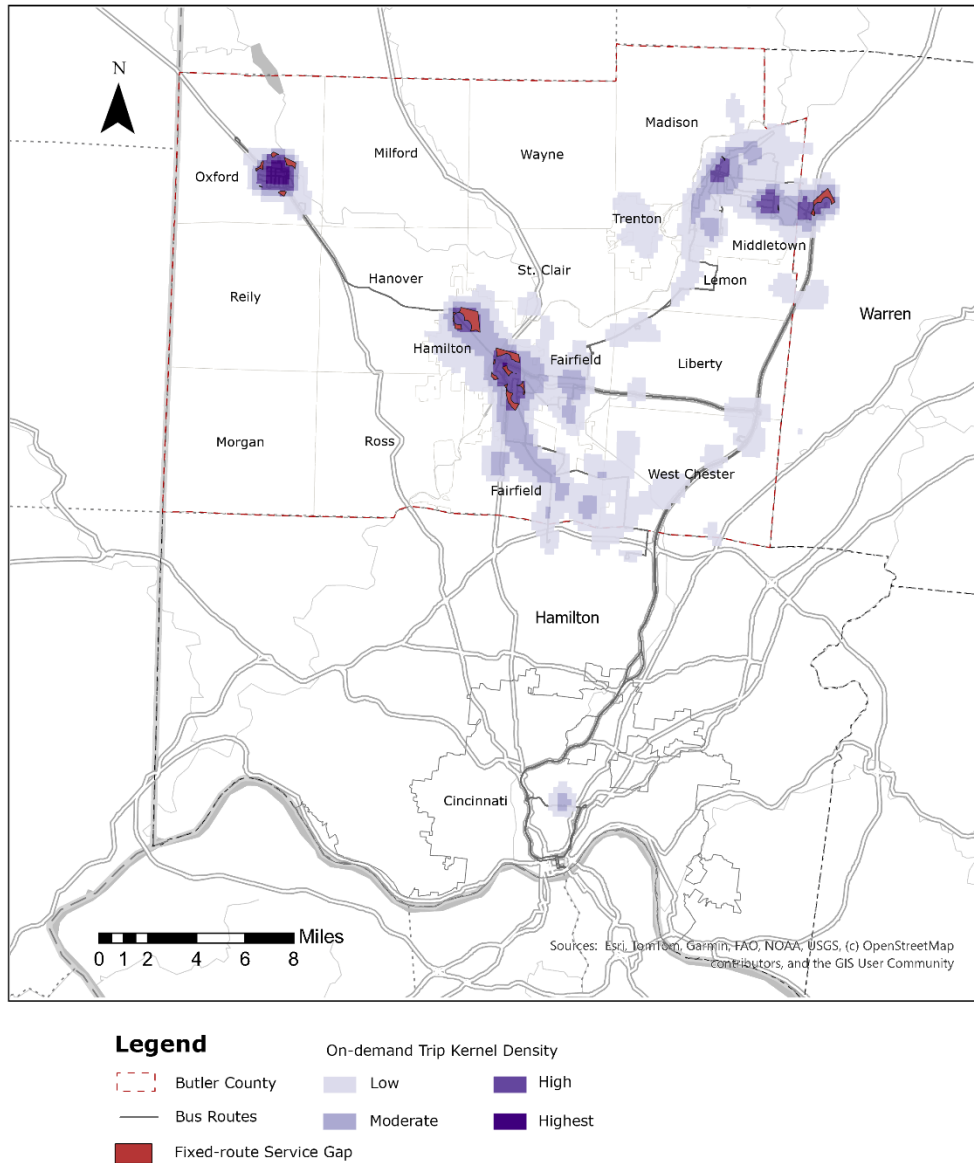 N
Madison
Milford
Wayne
Oxford
Trenton
Middletown
St. Clair
Hanover
Lemon
Reily
Warren
Hamilton
Fairfield
Liberty
Morgan
Ross
West Chester
Fairfield
Hamilton
Cincinnati
Miles
0 1 2 4 6 8
Sources: Esri, TomTom, Garmin, FAO, NOAA, USGS, (c) OpenStreetMap
contributors, and the GIS User Community
Legend
On-demand Trip Kernel Density
Butler County
Low
High
Bus Routes
Moderate
Highest
Fixed-route Service Gap